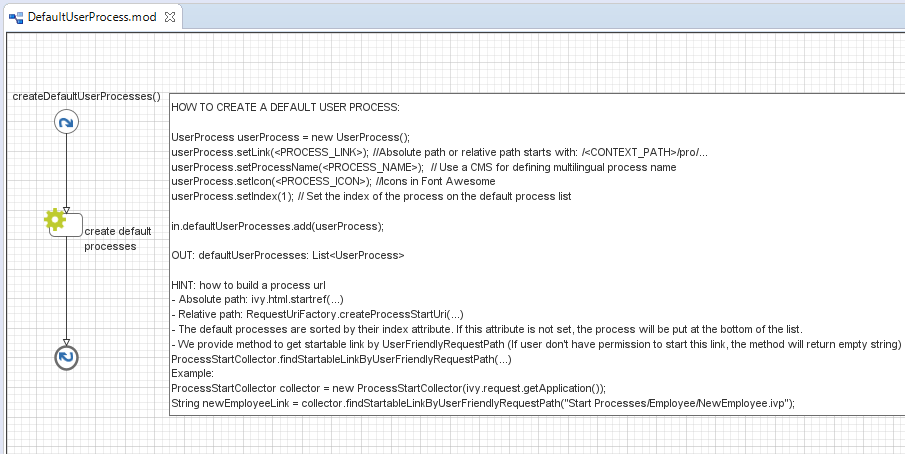 DefaultUserProcess.mod
createDefaultUserProcesses()
HOW TO CREATE A DEFAULT USER PROCESS:
UserProcess userProcess = new UserProcess();
userProcess.setLink(<PROCESS_LINK>); //Absolute path or relative path starts with: /<CONTEXT_PATH>/pro/...
userProcess.setProcessName(<PROCESS_NAME>);  // Use a CMS for defining multilingual process name
userProcess.setIcon(<PROCESS_ICON>); //Icons in Font Awesome
userProcess.setIndex(1); // Set the index of the process on the default process list
in.defaultUserProcesses.add(userProcess);
create default
processes
OUT: defaultUserProcesses: List<UserProcess>
HINT: how to build a process url
- Absolute path: ivy.html.startref(...)
- Relative path: RequestUriFactory.createProcessStartUri(...)
- The default processes are sorted by their index attribute. If this attribute is not set, the process will be put at the bottom of the list.
- We provide method to get startable link by UserFriendlyRequestPath (If user don't have permission to start this link, the method will return empty string)
ProcessStartCollector.findStartableLinkByUserFriendlyRequestPath(...)
Example:
ProcessStartCollector collector = new ProcessStartCollector(ivy.request.getApplication());
String newEmployeeLink = collector.findStartableLinkByUserFriendlyRequestPath("Start Processes/Employee/NewEmployee.ivp");